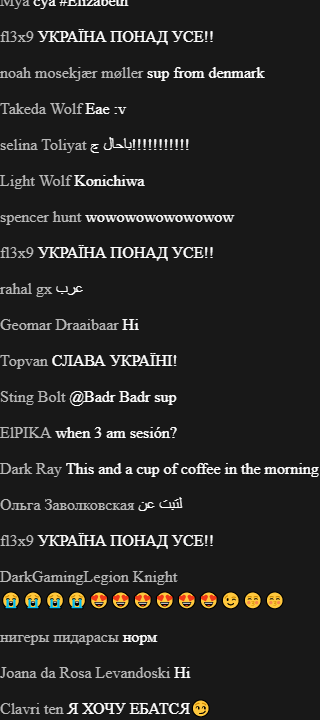 Mya cya #Elizabeth
fl3x9 УКРАЇНА ПОНАД УСЕ!!
noah mosekjær møller sup from denmark
Takeda Wolf Eae :v
selina Toliyat باحال ج!!!!!!!!!!!
Light Wolf Konichiwa
spencer hunt wowowowowowowow
fl3x9 УКРАЇНА ПОНАД УСЕ!!
rahal gx عرب
Geomar Draaibaar Hi
Topvan СЛАВА УКРАЇНІ!
Sting Bolt @Badr Badr sup
ElPIKA when 3 am sesión?
Dark Ray This and a cup of coffee in the morning
Ольга Заволковская لتبث عن
fl3x9 УКРАЇНА ПОНАД УСЕ!!
DarkGamingLegion Knight
😭😭😭😭😍😍😍😍😍😍😉😁😁
нигеры пидарасы норм
Joana da Rosa Levandoski Hi
Clavri ten Я ХОЧУ ЕБАТСЯ😏